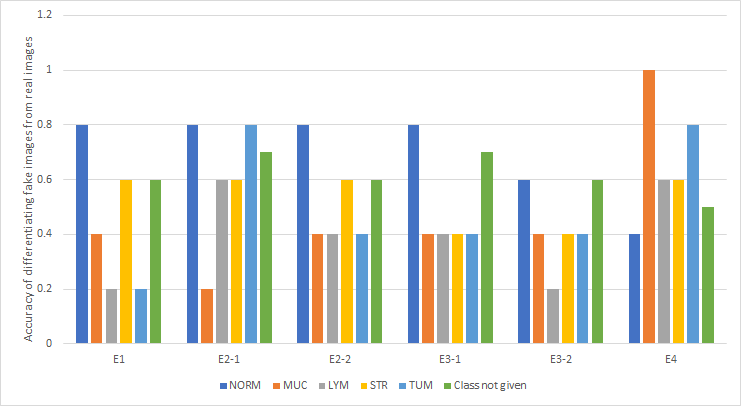 Accuracy of differentiating fake images from real images
1.2
1
0.8
0.6
0.4
0.2
0
E1 E2-1 E2-2 E3-1 E3-2 E4
NORM MUC LYM STR TUM Class not given